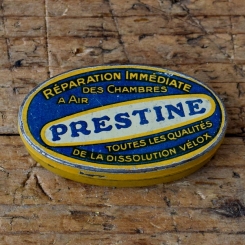 RÉPARATION IMMÉDIATE
DES CHAMBRES
A AIR
PRESTINE
TOUTES LES QUALITÉS
DE LA DISSOLUTION VÉLOX